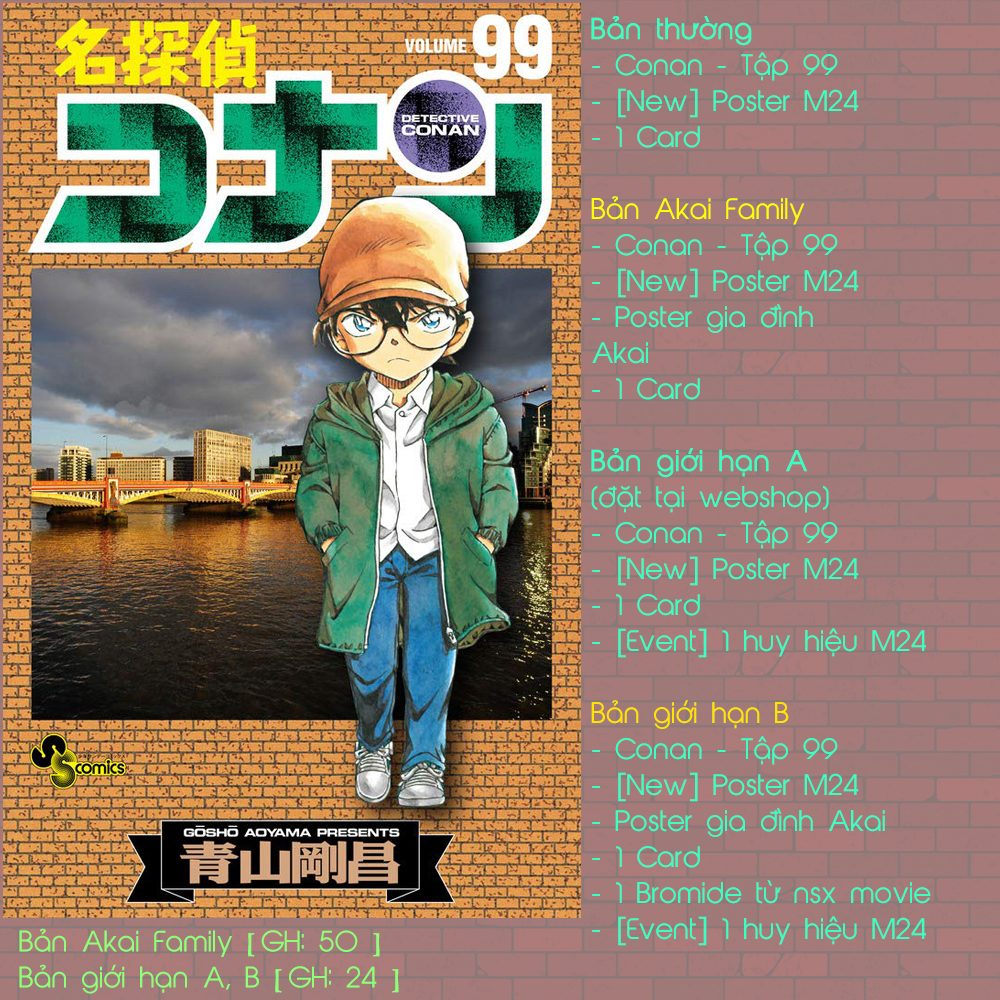 名探偵
VOLUME 99
コナン
DETECTIVE
CONAN
comics
GŌSHŌ AOYAMA PRESENTS
青山剛昌
Bản thường
- Conan - Tập 99
- [New] Poster M24
- 1 Card
Bản Akai Family
- Conan - Tập 99
- [New] Poster M24
- Poster gia đình
Akai
- 1 Card
Bản giới hạn A
(đặt tại webshop)
- Conan - Tập 99
- [New] Poster M24
- 1 Card
- [Event] 1 huy hiệu M24
Bản giới hạn B
- Conan - Tập 99
- [New] Poster M24
- Poster gia đình Akai
- 1 Card
- 1 Bromide từ nsx movie
- [Event] 1 huy hiệu M24
Bản Akai Family [ GH: 50 ]
Bản giới hạn A, B [ GH: 24 ]